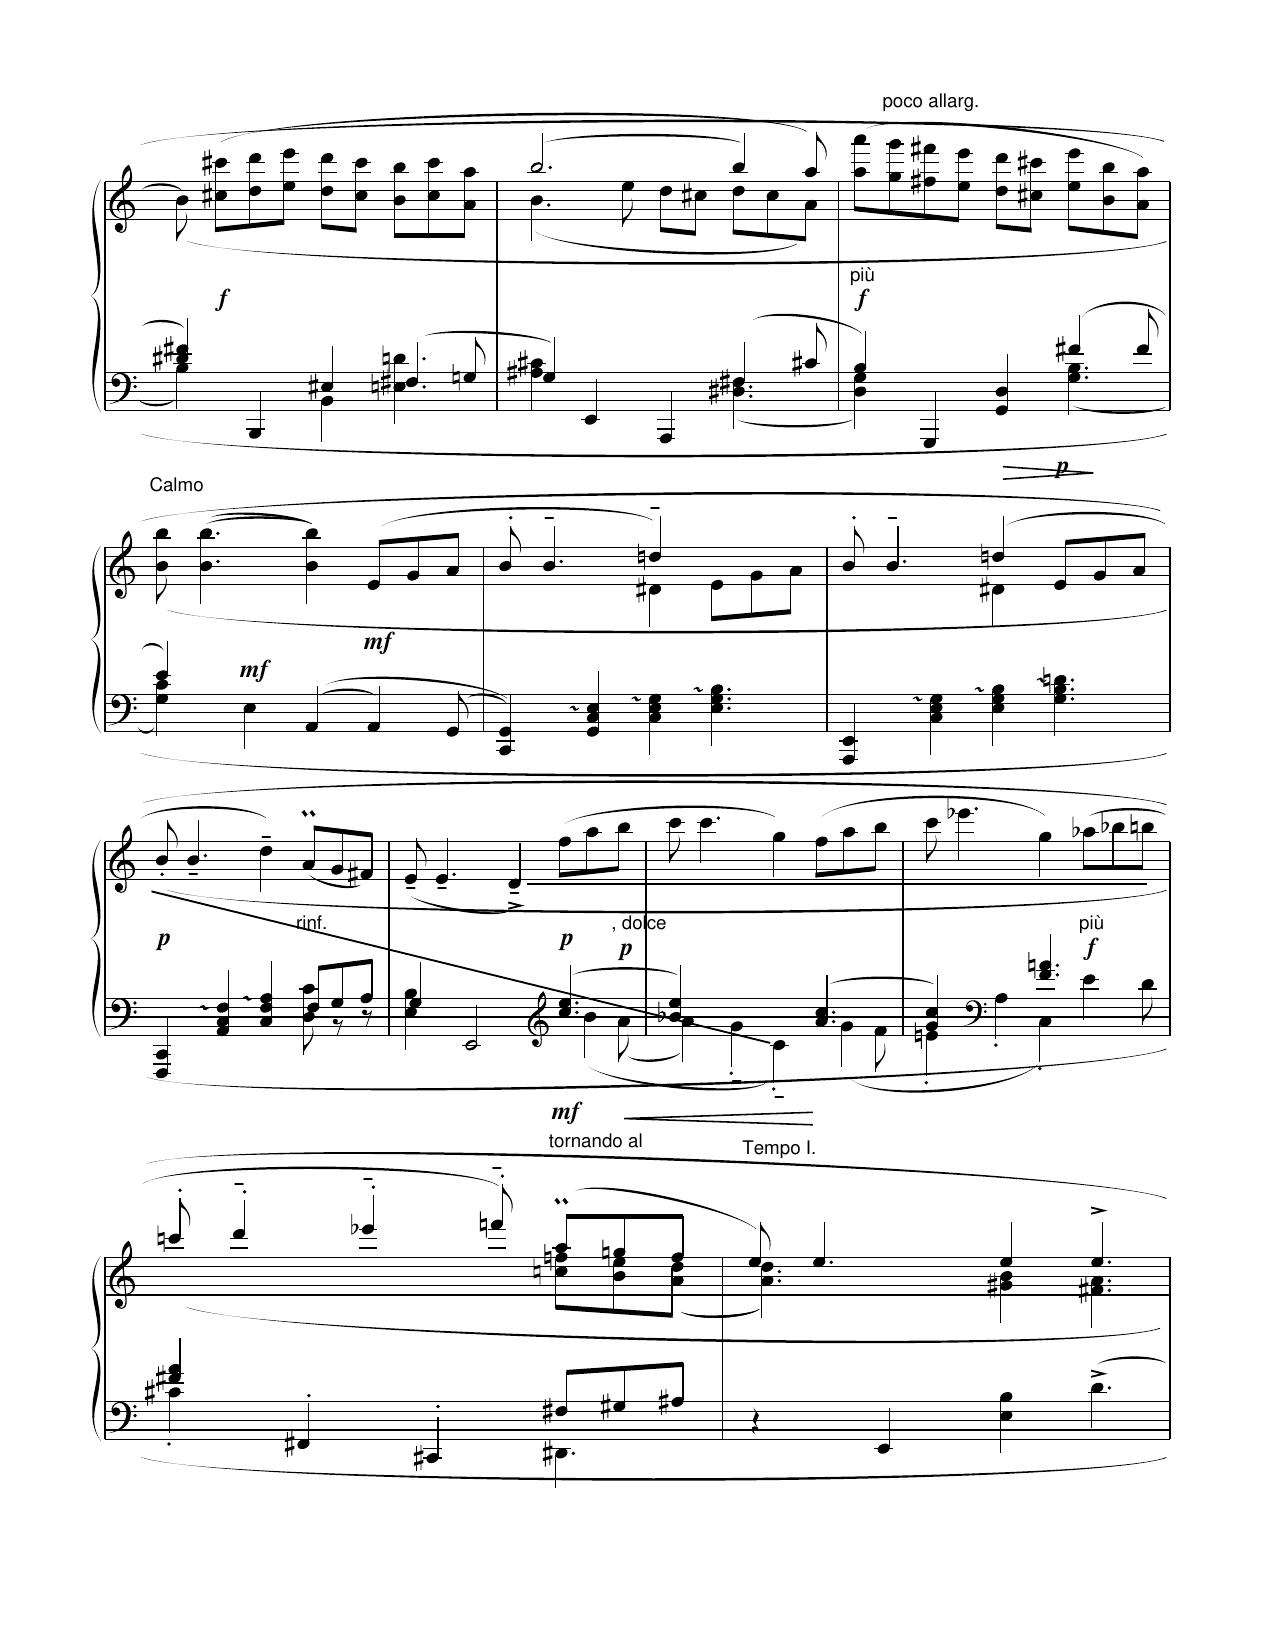 poco allarg.
più
f
f
p
Calmo
mf
mf
rinf.
, dolce
più
p
p
p
f
mf
tornando al
Tempo I.